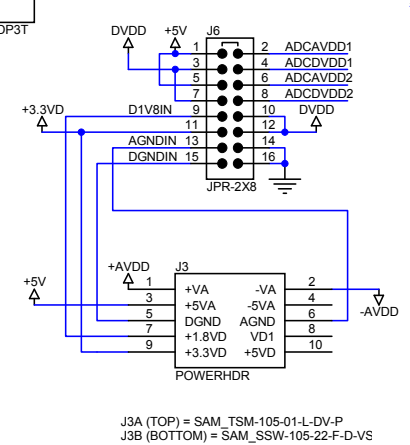 OP3T
DVDD +5V J6
1 2 ADCAVDD1
3 4 ADCDVDD1
5 6 ADCAVDD2
7 8 ADCDVDD2
+3.3VD D1V8IN 9 10 DVDD
11 12
AGNDIN 13 14
DGNDIN 15 16
JPR-2X8
+AVDD J3
+5V 1 +VA -VA 2
3 +5VA -5VA 4
-AVDD
5 DGND AGND 6
7 +1.8VD VD1 8
9 +3.3VD +5VD 10
POWERHDR
J3A (TOP) = SAM_TSM-105-01-L-DV-P
J3B (BOTTOM) = SAM_SSW-105-22-F-D-VS